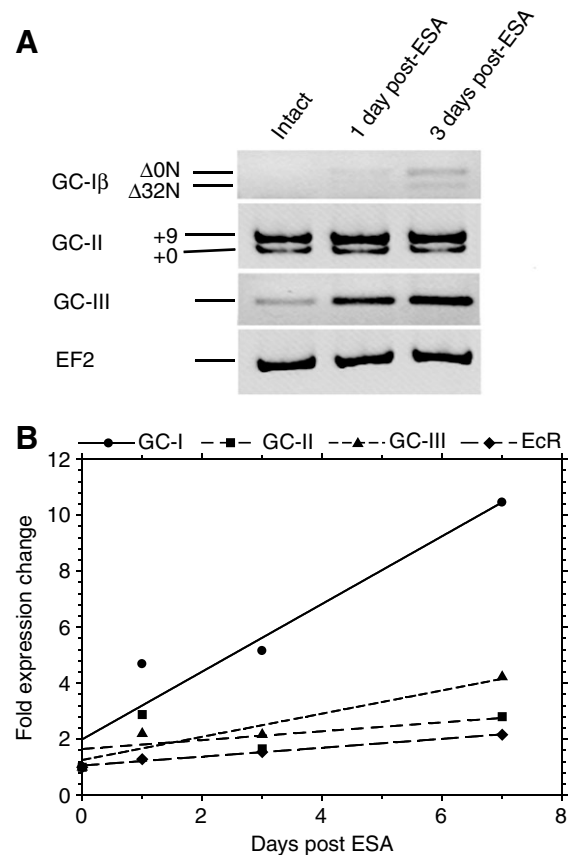 A
Intact
1 day post-ESA
3 days post-ESA
GC-Iβ
Δ0N
Δ32N
GC-II
+9
+0
GC-III
EF2
B
GC-I GC-II GC-III EcR
12
10
8
6
4
2
0
Fold expression change
0 2 4 6 8
Days post ESA